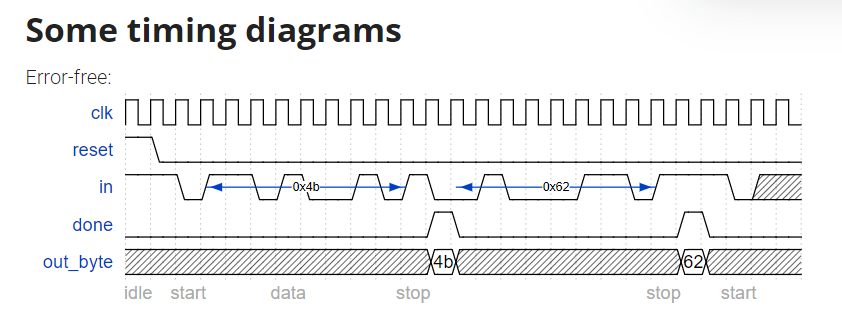 Some timing diagrams
Error-free:
clk
reset
in 0x4b 0x62
done
out_byte 4b 62
idle start data stop stop start